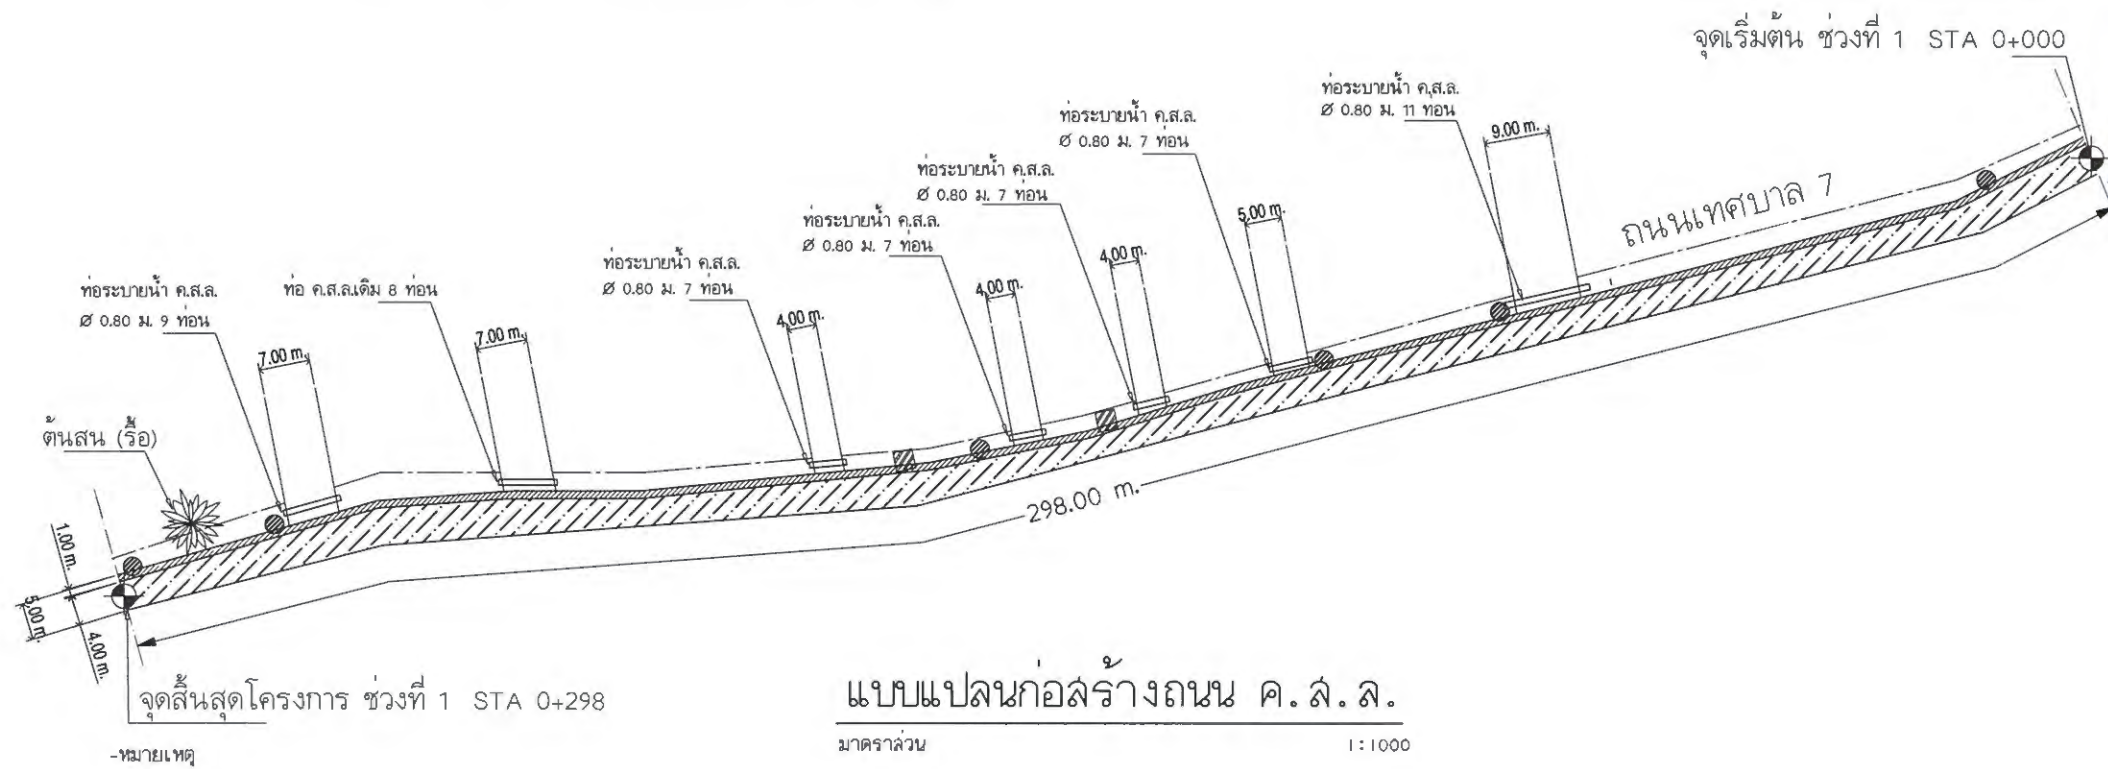 จุดเริ่มต้น ช่วงที่ 1 STA 0+000
ท่อระบายน้ำ ค.ส.ล.
Ø 0.80 ม. 11 ท่อน
9.00 m.
ท่อระบายน้ำ ค.ส.ล.
Ø 0.80 ม. 7 ท่อน
5.00 m.
ถนนเทศบาล 7
ท่อระบายน้ำ ค.ส.ล.
Ø 0.80 ม. 7 ท่อน
4.00 m.
ท่อระบายน้ำ ค.ส.ล.
Ø 0.80 ม. 7 ท่อน
4.00 m.
ท่อระบายน้ำ ค.ส.ล.
Ø 0.80 ม. 7 ท่อน
4.00 m.
ท่อ ค.ส.ล.เดิม 8 ท่อน
7.00 m.
ท่อระบายน้ำ ค.ส.ล.
Ø 0.80 ม. 9 ท่อน
7.00 m.
ต้นสน (รื้อ)
1.00 m.
5.00 m.
4.00 m.
298.00 m.
จุดสิ้นสุดโครงการ ช่วงที่ 1 STA 0+298
-หมายเหตุ
แบบแปลนก่อสร้างถนน ค.ส.ล.
มาตราส่วน 1:1000